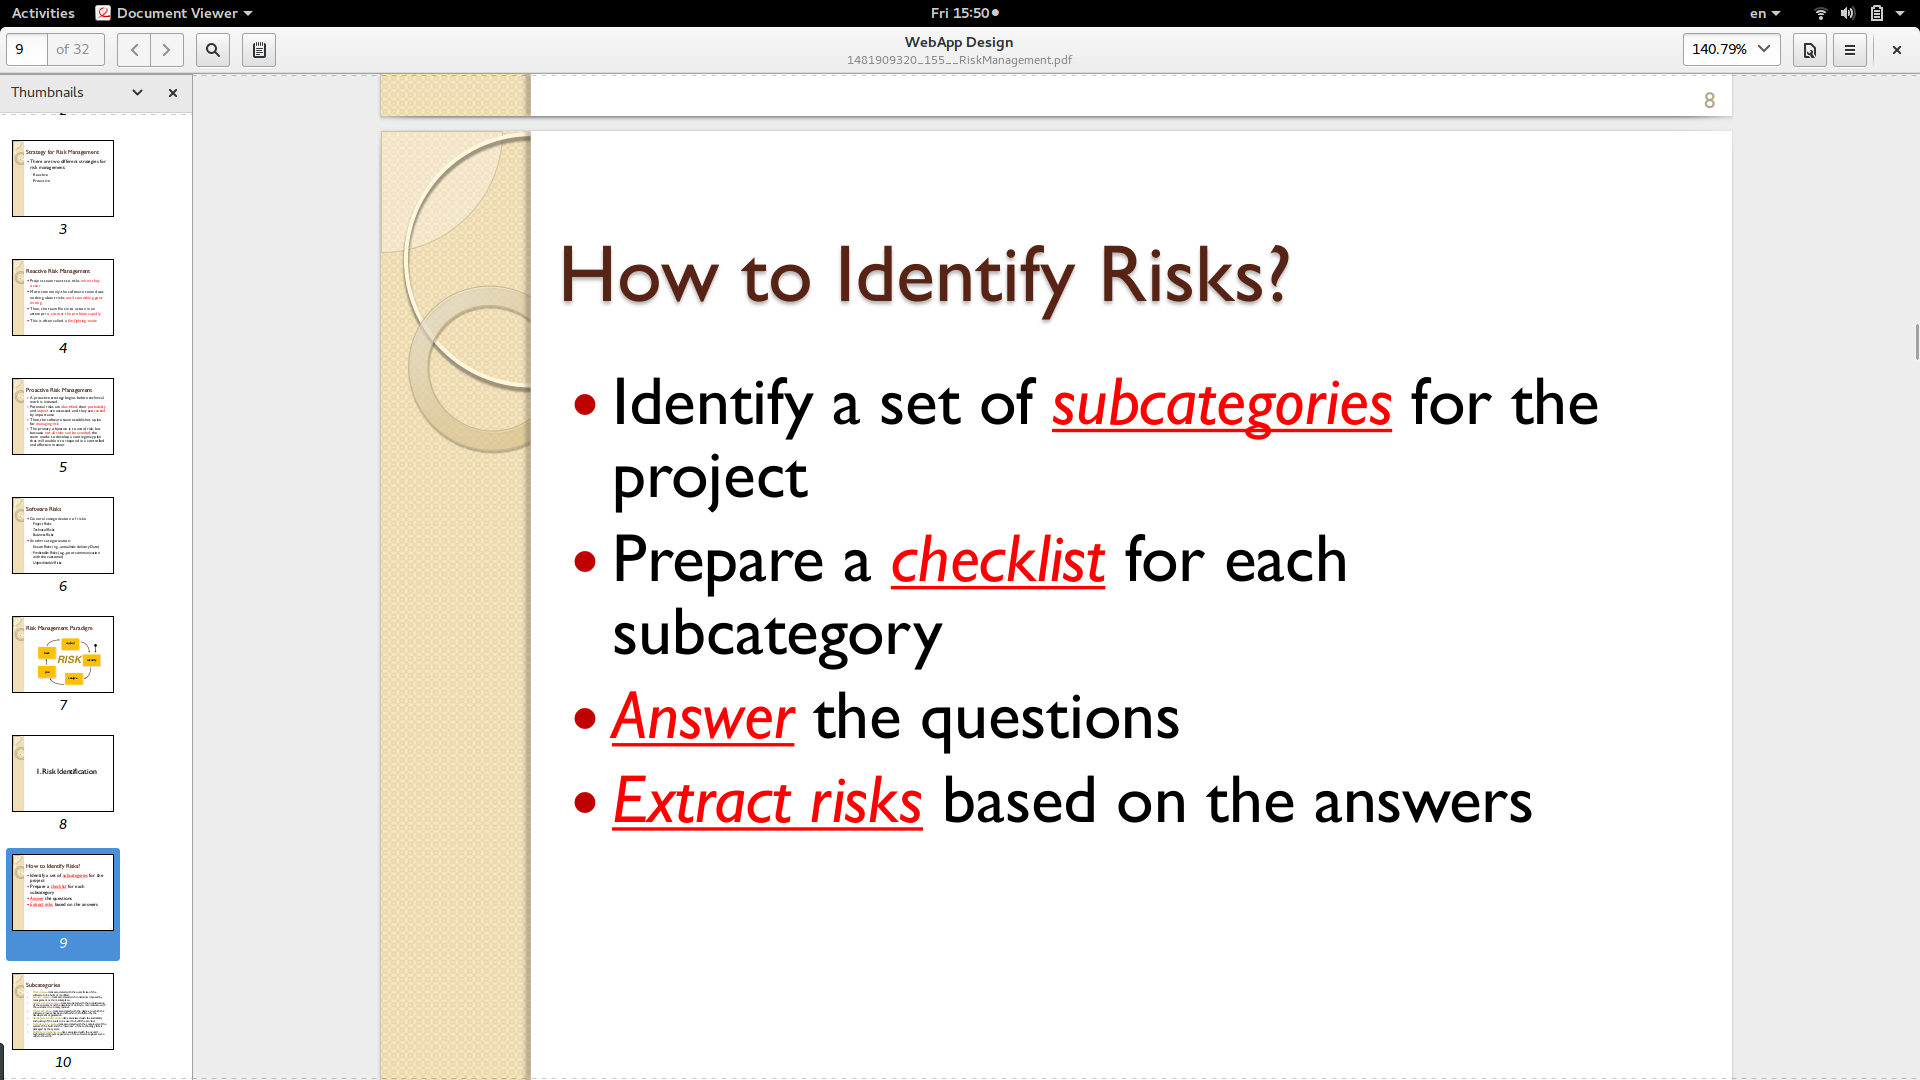 Activities Document Viewer Fri 15:50 en
9 of 32 WebApp Design 140.79%
1481909320_155__RiskManagement.pdf
Thumbnails
8
How to Identify Risks?
• Identify a set of subcategories for the
project
• Prepare a checklist for each
subcategory
• Answer the questions
• Extract risks based on the answers
Strategy for Risk Management
• There are two different strategies for
risk management
Reactive
Proactive
3
Reactive Risk Management
4
Proactive Risk Management
5
Software Risks
6
Risk Management Paradigm
RISK
7
1. Risk Identification
8
How to Identify Risks?
• Identify a set of subcategories for the
project
• Prepare a checklist for each
subcategory
• Answer the questions
• Extract risks based on the answers
9
Subcategories
10